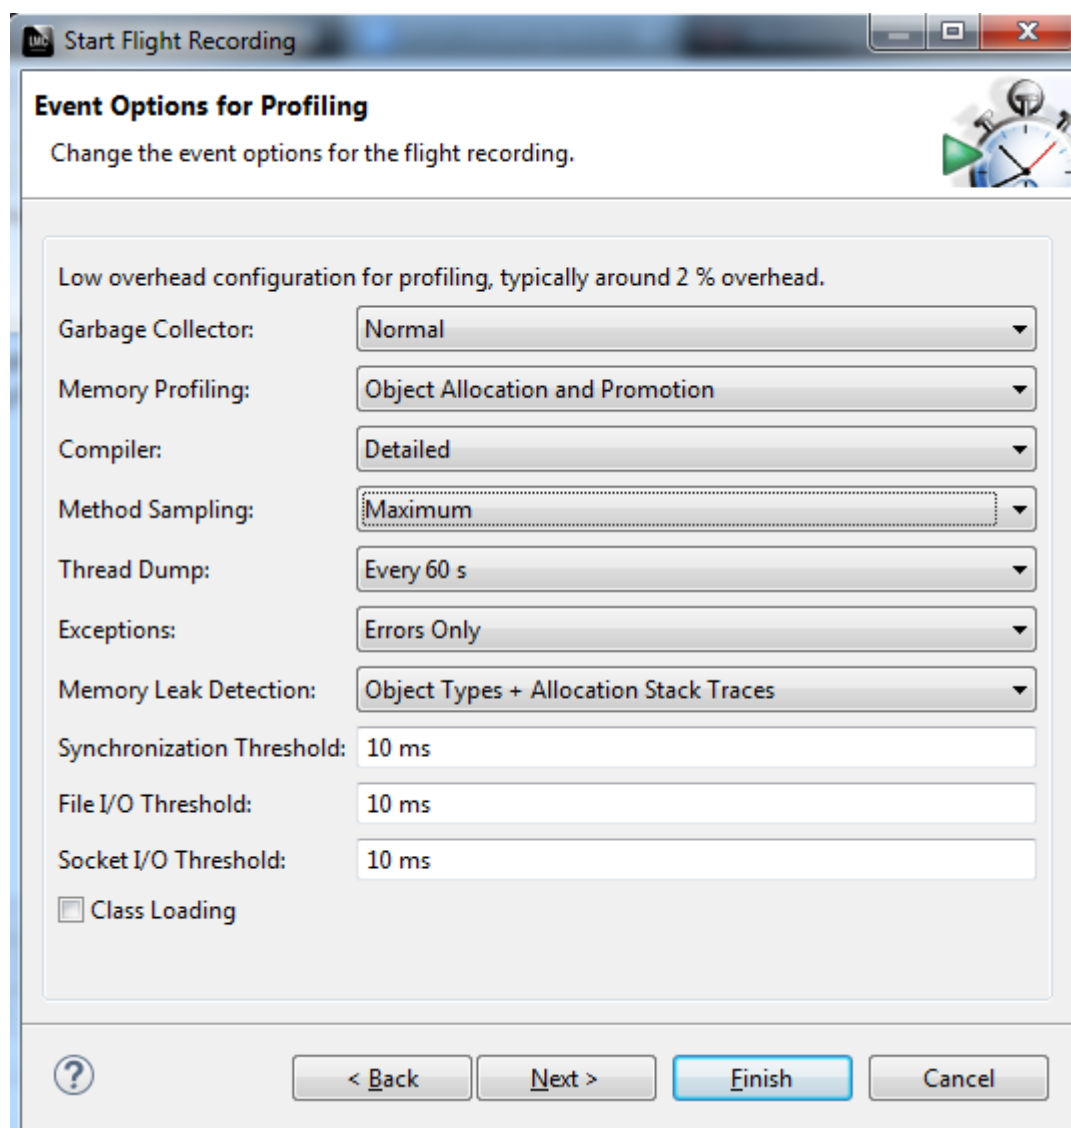 LMC Start Flight Recording
Event Options for Profiling
Change the event options for the flight recording.
Low overhead configuration for profiling, typically around 2 % overhead.
Garbage Collector: Normal
Memory Profiling: Object Allocation and Promotion
Compiler: Detailed
Method Sampling: Maximum
Thread Dump: Every 60 s
Exceptions: Errors Only
Memory Leak Detection: Object Types + Allocation Stack Traces
Synchronization Threshold: 10 ms
File I/O Threshold: 10 ms
Socket I/O Threshold: 10 ms
Class Loading
? < Back Next > Finish Cancel